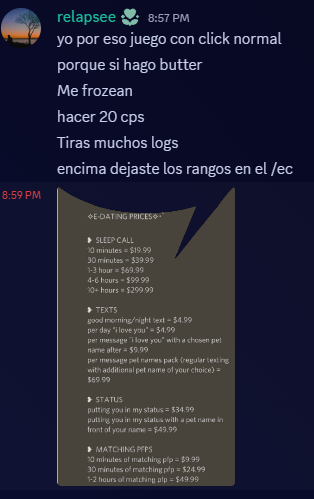 relapsee 8:57 PM
yo por eso juego con click normal
porque si hago butter
Me frozean
hacer 20 cps
Tiras muchos logs
encima dejaste los rangos en el /ec
8:59 PM
⟡E-DATING PRICES⟡・゛
❥ SLEEP CALL
10 minutes = $19.99
30 minutes = $39.99
1-3 hour = $69.99
4-6 hours = $99.99
10+ hours = $299.99
❥ TEXTS
good morning/night text = $4.99
per day "i love you" = $4.99
per message "i love you" with a chosen pet
name after = $9.99
per message pet names pack (regular texting
with additional pet name of your choice) =
$69.99
❥ STATUS
putting you in my status = $34.99
putting you in my status with a pet name in
front of your name = $49.99
❥ MATCHING PFPS
10 minutes of matching pfp = $9.99
30 minutes of matching pfp = $24.99
1-2 hours of matching pfp = $49.99